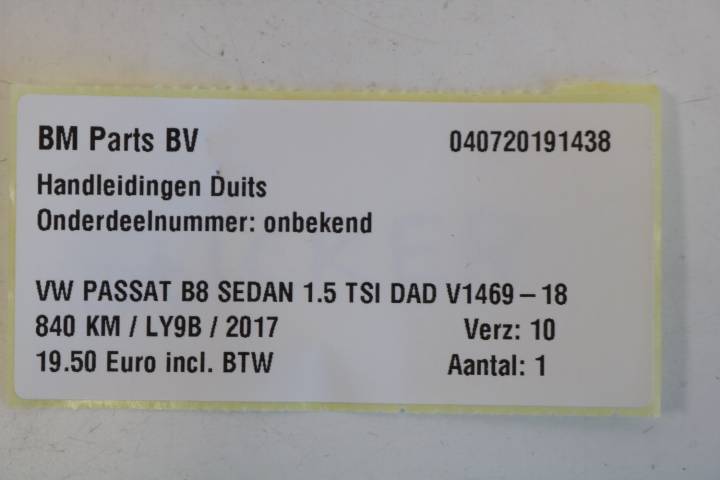 BM Parts BV 040720191438
Handleidingen Duits
Onderdeelnummer: onbekend
VW PASSAT B8 SEDAN 1.5 TSI DAD V1469-18
840 KM / LY9B / 2017 Verz: 10
19.50 Euro incl. BTW Aantal: 1